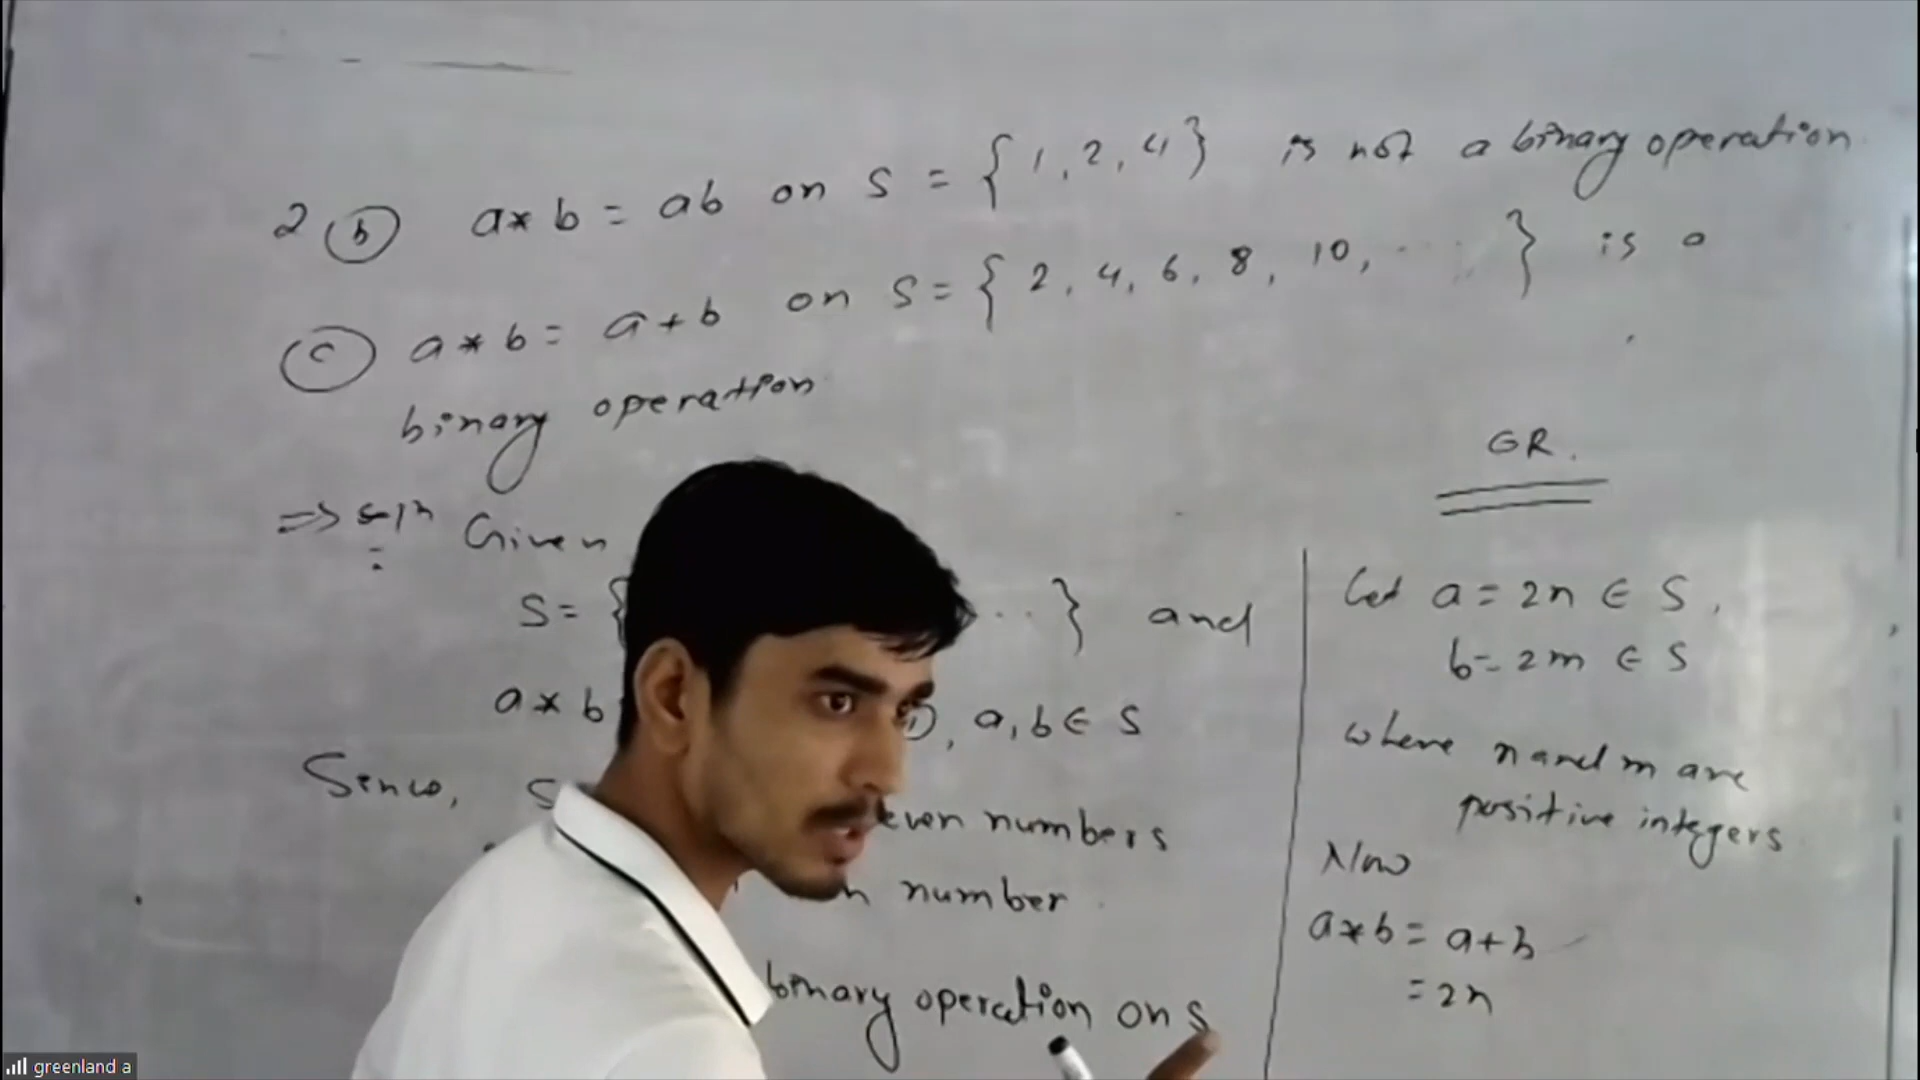 2 (b) a * b = ab on S = { 1, 2, 4 } is not a binary operation
(c) a * b = a + b on S = { 2, 4, 6, 8, 10, ... } is a
binary operation
=> Given
S = { ... } and
a * b , a, b ∈ S
Since, S even numbers
number
binary operation on S
OR.
Let a = 2n ∈ S,
b = 2m ∈ S
where n and m are
positive integers
Now
a * b = a + b
= 2n
greenland a